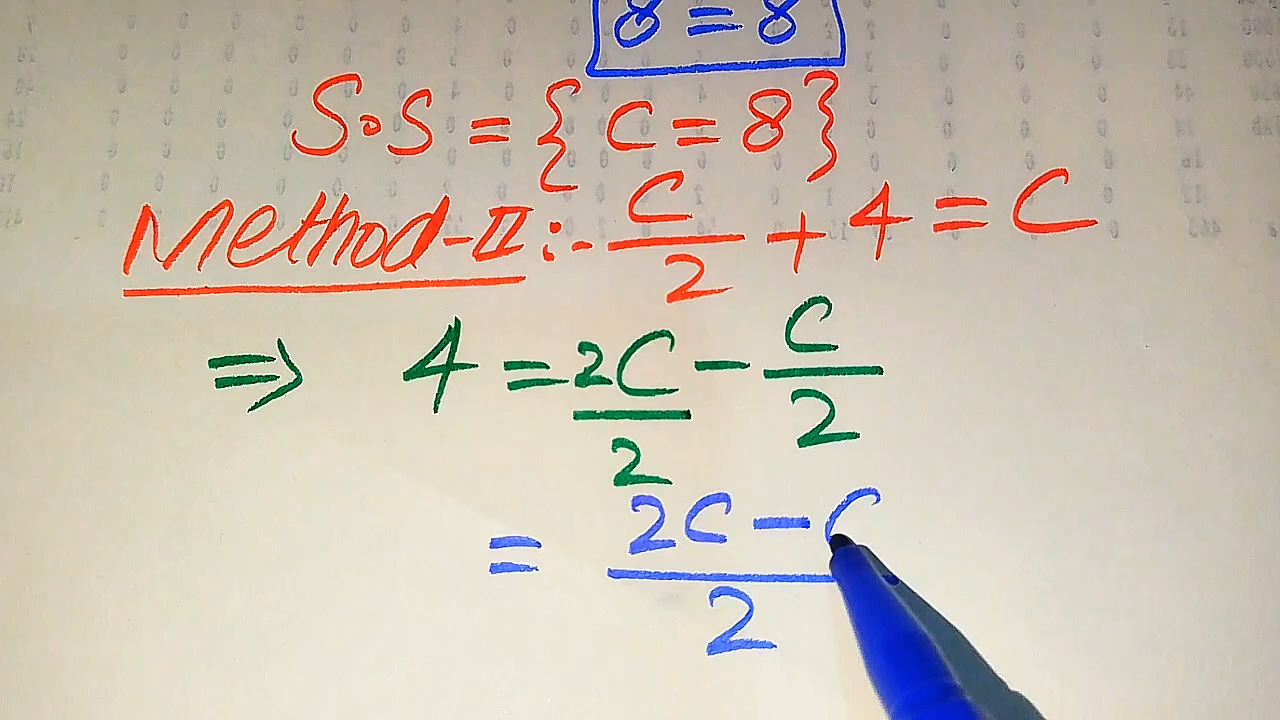 8 = 8
S.S = { C = 8 }
Method-II:- C/2 + 4 = C
⇒ 4 = 2C/2 - C/2
= 2C - C/2